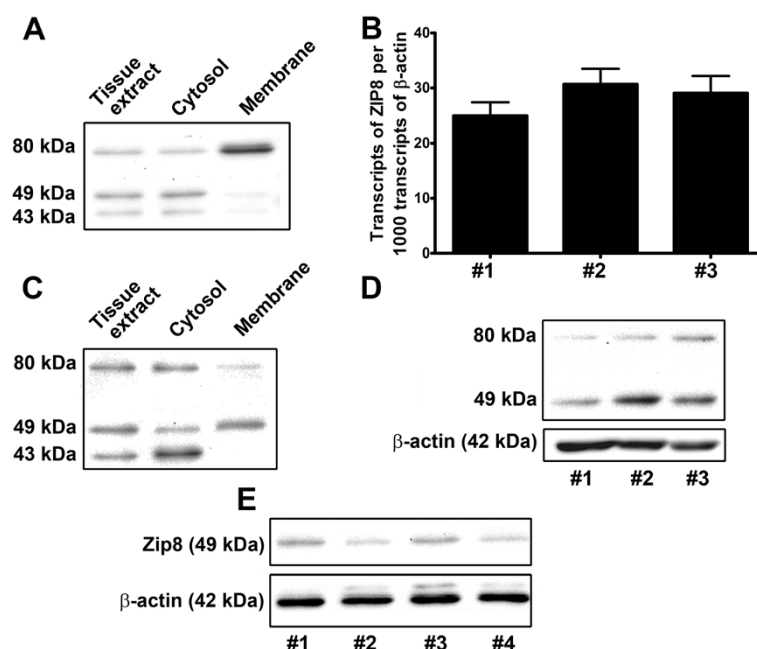 A
Tissue
extract
Cytosol
Membrane
80 kDa
49 kDa
43 kDa
B
Transcripts of ZIP8 per
1000 transcripts of β-actin
40
30
20
10
0
#1
#2
#3
C
Tissue
extract
Cytosol
Membrane
80 kDa
49 kDa
43 kDa
D
80 kDa
49 kDa
β-actin (42 kDa)
#1 #2 #3
E
Zip8 (49 kDa)
β-actin (42 kDa)
#1 #2 #3 #4